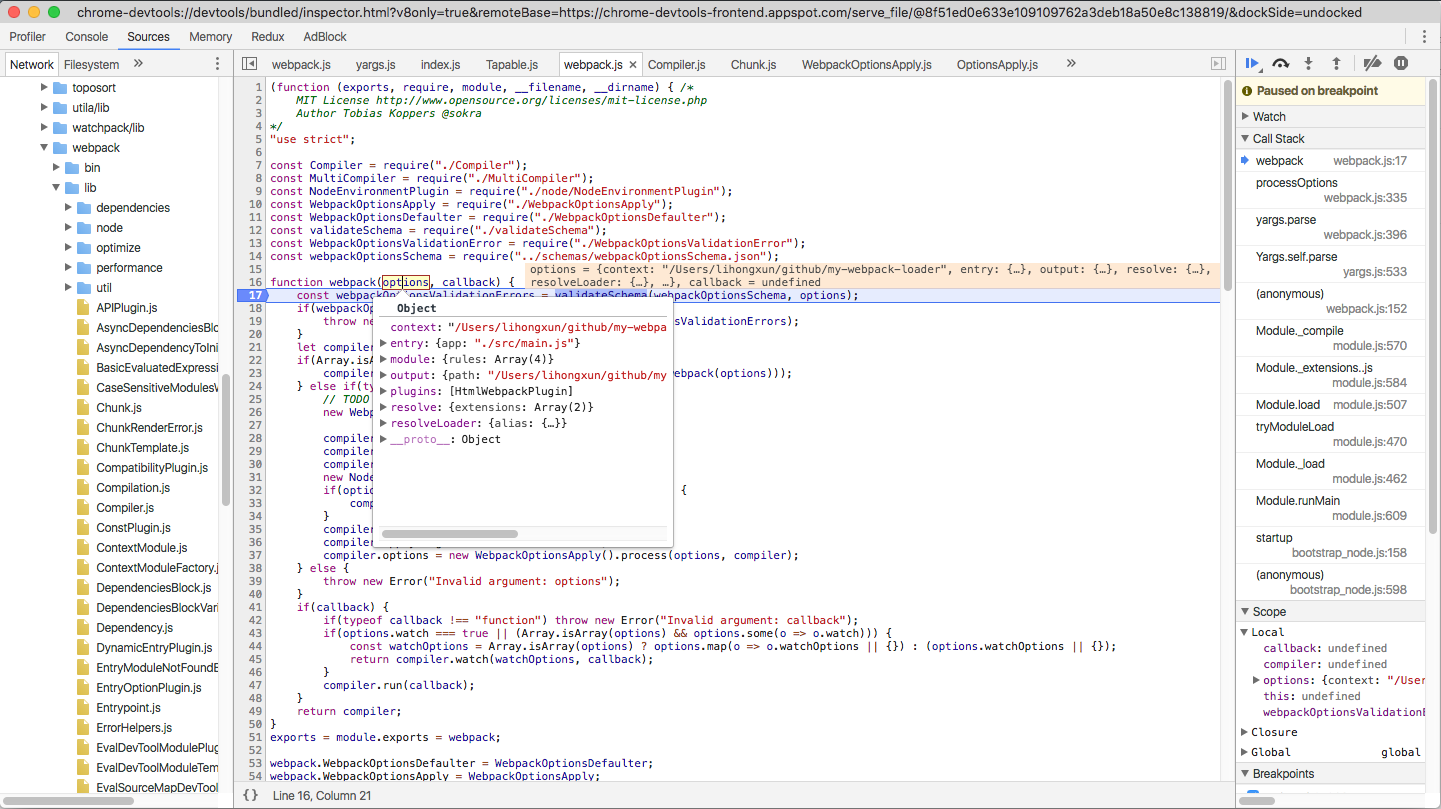 chrome-devtools://devtools/bundled/inspector.html?v8only=true&remoteBase=https://chrome-devtools-frontend.appspot.com/serve_file/@8f51ed0e633e109109762a3deb18a50e8c138819/&dockSide=undocked
Profiler Console Sources Memory Redux AdBlock
Network Filesystem »
toposort
utila/lib
watchpack/lib
webpack
bin
lib
dependencies
node
optimize
performance
util
APIPlugin.js
AsyncDependenciesBlo
AsyncDependencyToIni
BasicEvaluatedExpressi
CaseSensitiveModulesW
Chunk.js
ChunkRenderError.js
ChunkTemplate.js
CompatibilityPlugin.js
Compilation.js
Compiler.js
ConstPlugin.js
ContextModule.js
ContextModuleFactory.j
DependenciesBlock.js
DependenciesBlockVari
Dependency.js
DynamicEntryPlugin.js
EntryModuleNotFoundE
EntryOptionPlugin.js
Entrypoint.js
ErrorHelpers.js
EvalDevToolModulePlug
EvalDevToolModuleTem
EvalSourceMapDevTool
webpack.js yargs.js index.js Tapable.js webpack.js × Compiler.js Chunk.js WebpackOptionsApply.js OptionsApply.js »
1 (function (exports, require, module, __filename, __dirname) { /*
2 MIT License http://www.opensource.org/licenses/mit-license.php
3 Author Tobias Koppers @sokra
4 */
5 "use strict";
6
7 const Compiler = require("./Compiler");
8 const MultiCompiler = require("./MultiCompiler");
9 const NodeEnvironmentPlugin = require("./node/NodeEnvironmentPlugin");
10 const WebpackOptionsApply = require("./WebpackOptionsApply");
11 const WebpackOptionsDefaulter = require("./WebpackOptionsDefaulter");
12 const validateSchema = require("./validateSchema");
13 const WebpackOptionsValidationError = require("./WebpackOptionsValidationError");
14 const webpackOptionsSchema = require("../schemas/webpackOptionsSchema.json");
15
16 function webpack(options, callback) {
options = {context: "/Users/lihongxun/github/my-webpack-loader", entry: {…}, output: {…}, resolve: {…},
resolveLoader: {…}, …}, callback = undefined
17 const webpackOptionsValidationErrors = validateSchema(webpackOptionsSchema, options);
18 if(webpackOp
19 throw ne sValidationErrors);
20 }
21 let compiler
22 if(Array.isA
23 compiler webpack(options)));
24 } else if(ty
25 // TODO
26 new Webp
27
28 compiler
29 compiler
30 compiler
31 new Node
32 if(optio {
33 comp
34 }
35 compiler
36 compiler
37 compiler.options = new WebpackOptionsApply().process(options, compiler);
38 } else {
39 throw new Error("Invalid argument: options");
40 }
41 if(callback) {
42 if(typeof callback !== "function") throw new Error("Invalid argument: callback");
43 if(options.watch === true || (Array.isArray(options) && options.some(o => o.watch))) {
44 const watchOptions = Array.isArray(options) ? options.map(o => o.watchOptions || {}) : (options.watchOptions || {});
45 return compiler.watch(watchOptions, callback);
46 }
47 compiler.run(callback);
48 }
49 return compiler;
50 }
51 exports = module.exports = webpack;
52
53 webpack.WebpackOptionsDefaulter = WebpackOptionsDefaulter;
54 webpack.WebpackOptionsApply = WebpackOptionsApply;
Object
context: "/Users/lihongxun/github/my-webpa
entry: {app: "./src/main.js"}
module: {rules: Array(4)}
output: {path: "/Users/lihongxun/github/my
plugins: [HtmlWebpackPlugin]
resolve: {extensions: Array(2)}
resolveLoader: {alias: {…}}
__proto__: Object
{} Line 16, Column 21
Paused on breakpoint
Watch
Call Stack
webpack webpack.js:17
processOptions
webpack.js:335
yargs.parse
webpack.js:396
Yargs.self.parse
yargs.js:533
(anonymous)
webpack.js:152
Module._compile
module.js:570
Module._extensions..js
module.js:584
Module.load module.js:507
tryModuleLoad
module.js:470
Module._load
module.js:462
Module.runMain
module.js:609
startup
bootstrap_node.js:158
(anonymous)
bootstrap_node.js:598
Scope
Local
callback: undefined
compiler: undefined
options: {context: "/User
this: undefined
webpackOptionsValidationE
Closure
Global global
Breakpoints